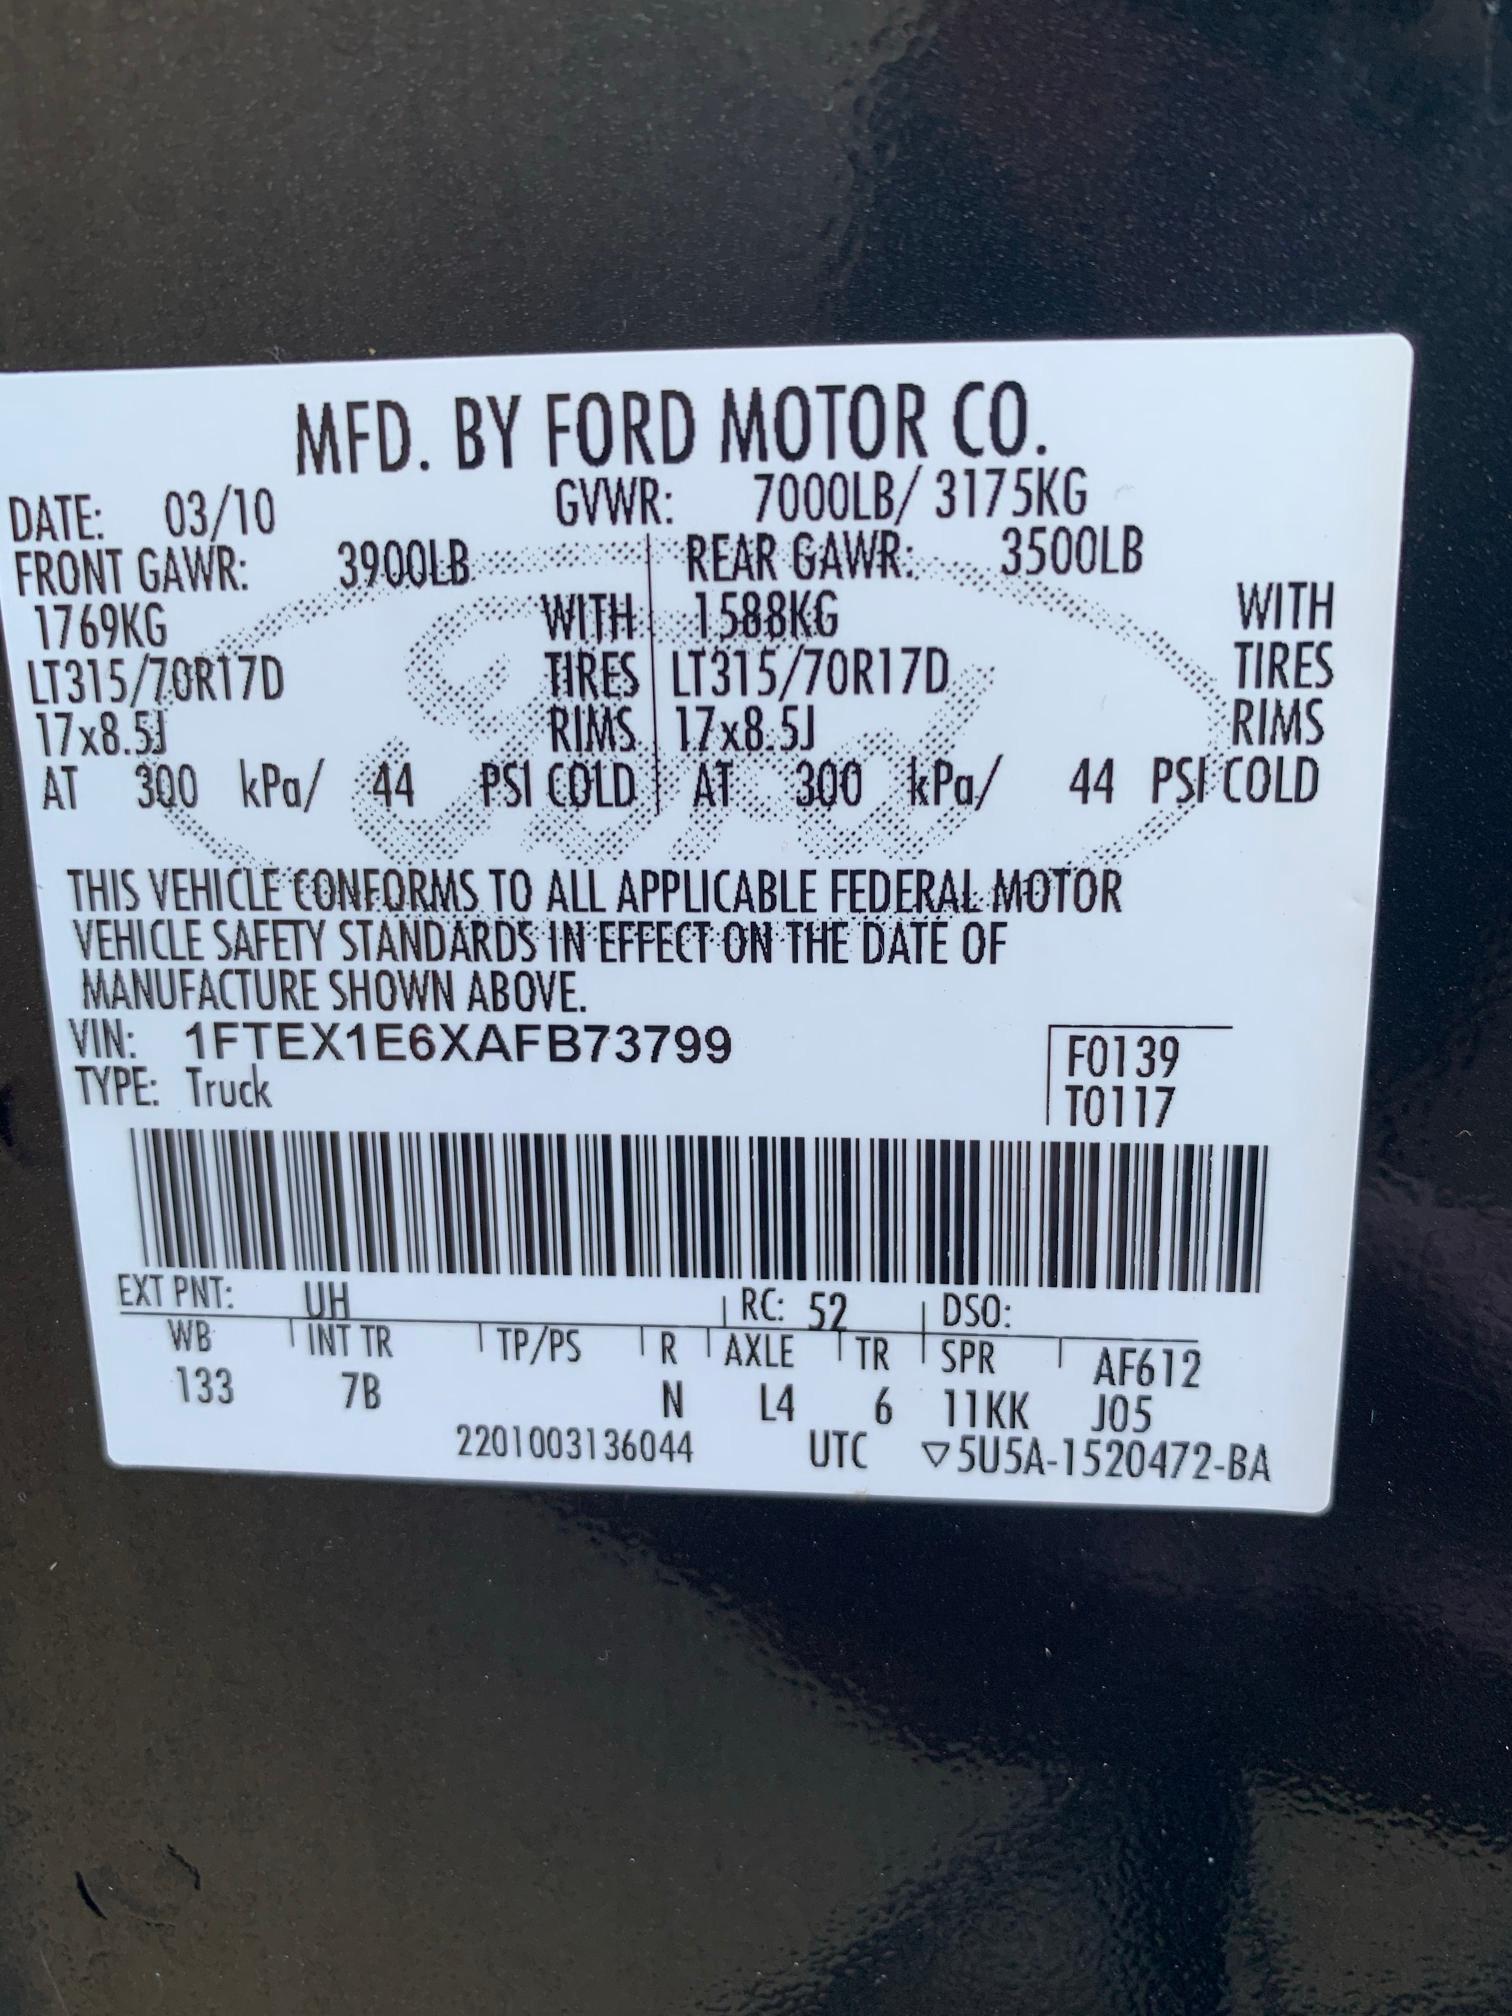 MFD. BY FORD MOTOR CO.
DATE: 03/10 GVWR: 7000LB/ 3175KG
FRONT GAWR: 3900LB REAR GAWR: 3500LB
1769KG WITH 1588KG WITH
LT315/70R17D TIRES LT315/70R17D TIRES
17x8.5J RIMS 17x8.5J RIMS
AT 300 kPa/ 44 PSI COLD AT 300 kPa/ 44 PSI COLD
THIS VEHICLE CONFORMS TO ALL APPLICABLE FEDERAL MOTOR
VEHICLE SAFETY STANDARDS IN EFFECT ON THE DATE OF
MANUFACTURE SHOWN ABOVE.
VIN: 1FTEX1E6XAFB73799 F0139
TYPE: Truck T0117
EXT PNT: UH RC: 52 DSO:
WB INT TR TP/PS R AXLE TR SPR AF612
133 7B N L4 6 11KK J05
2201003136044 UTC ▽5U5A-1520472-BA
Ford